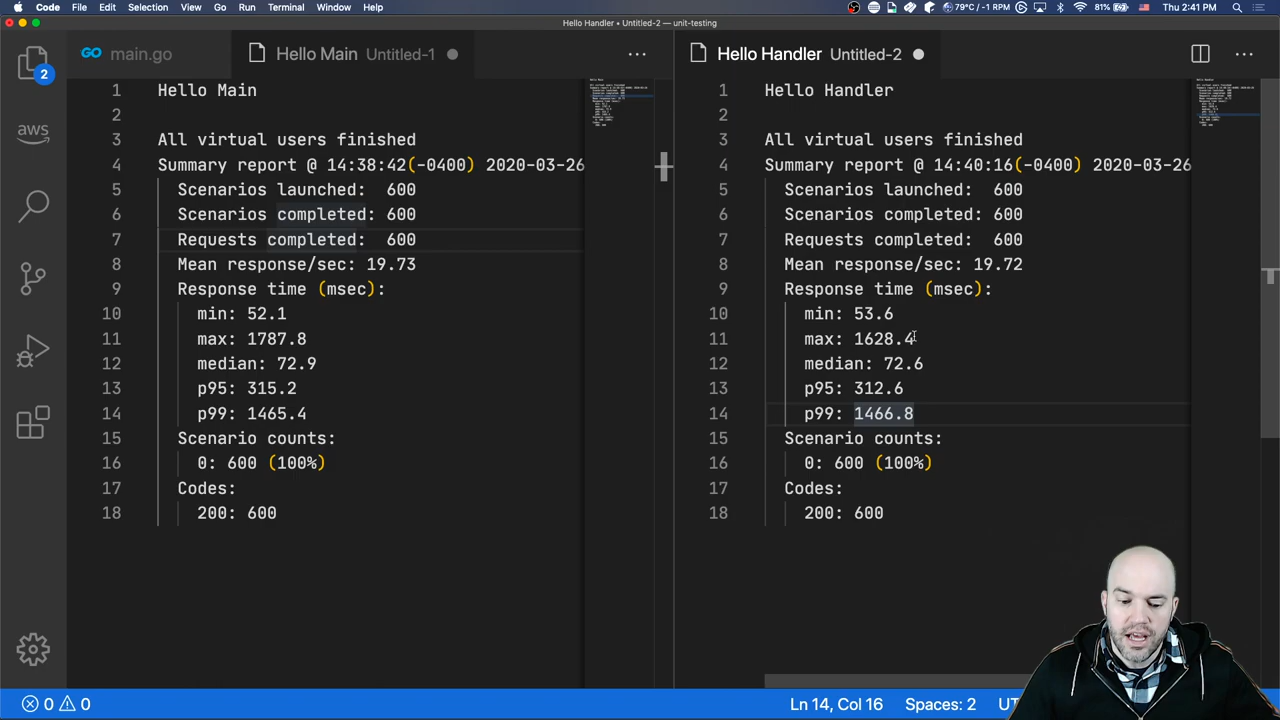 Code File Edit Selection View Go Run Terminal Window Help 79°C / -1 RPM 81% Thu 2:41 PM
Hello Handler • Untitled-2 — unit-testing
main.go Hello Main Untitled-1
Hello Handler Untitled-2
2
aws
1 Hello Main
2
3 All virtual users finished
4 Summary report @ 14:38:42(-0400) 2020-03-26
5 Scenarios launched: 600
6 Scenarios completed: 600
7 Requests completed: 600
8 Mean response/sec: 19.73
9 Response time (msec):
10 min: 52.1
11 max: 1787.8
12 median: 72.9
13 p95: 315.2
14 p99: 1465.4
15 Scenario counts:
16 0: 600 (100%)
17 Codes:
18 200: 600
1 Hello Handler
2
3 All virtual users finished
4 Summary report @ 14:40:16(-0400) 2020-03-26
5 Scenarios launched: 600
6 Scenarios completed: 600
7 Requests completed: 600
8 Mean response/sec: 19.72
9 Response time (msec):
10 min: 53.6
11 max: 1628.4
12 median: 72.6
13 p95: 312.6
14 p99: 1466.8
15 Scenario counts:
16 0: 600 (100%)
17 Codes:
18 200: 600
0 0 Ln 14, Col 16 Spaces: 2 UT